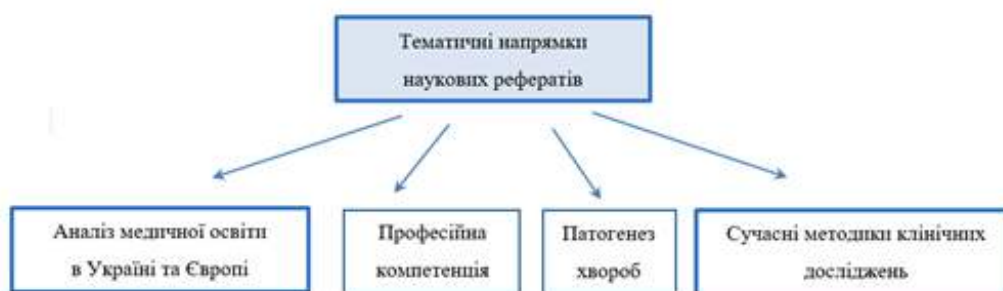 Тематичні напрямки
наукових рефератів
Аналіз медичної освіти
в Україні та Європі
Професійна
компетенція
Патогенез
хвороб
Сучасні методики клінічних
досліджень